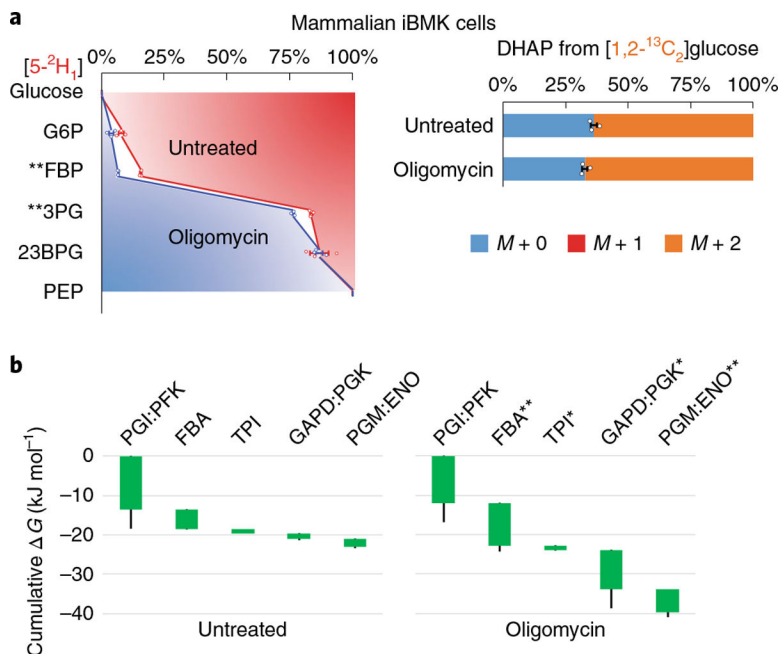 a
Mammalian iBMK cells
[5-²H₁]
0% 25% 50% 75% 100%
Glucose
G6P
**FBP
**3PG
23BPG
PEP
Untreated
Oligomycin
DHAP from [1,2-¹³C₂]glucose
0% 25% 50% 75% 100%
Untreated
Oligomycin
M + 0 M + 1 M + 2
b
PGI:PFK FBA TPI GAPD:PGK PGM:ENO
PGI:PFK FBA** TPI* GAPD:PGK* PGM:ENO**
Cumulative ΔG (kJ mol⁻¹)
0
–10
–20
–30
–40
Untreated
Oligomycin